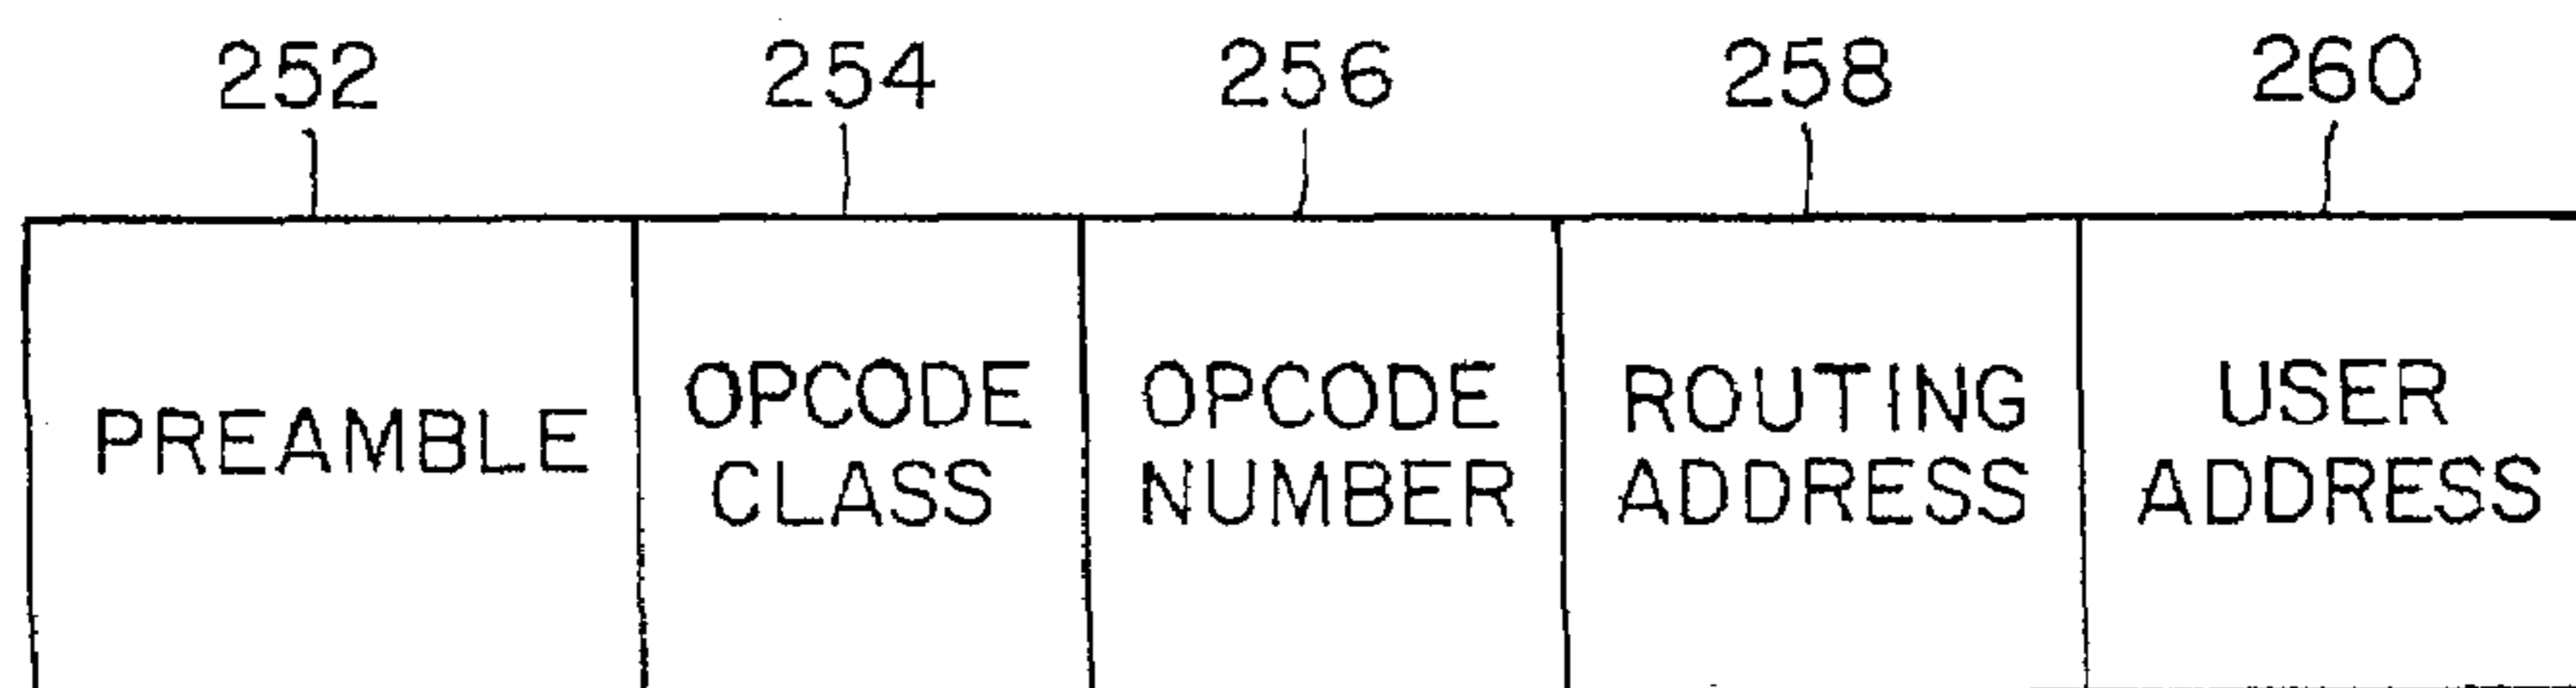 252 254 256 258 260
PREAMBLE
OPCODE
CLASS
OPCODE
NUMBER
ROUTING
ADDRESS
USER
ADDRESS